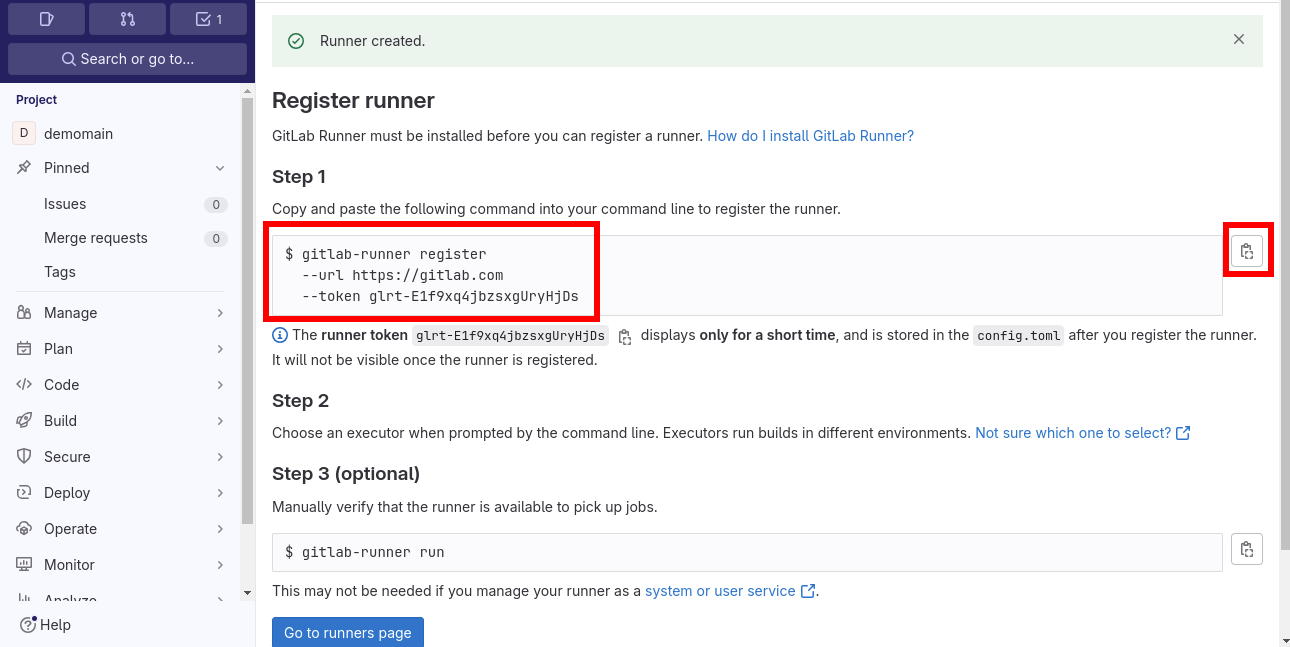 1
Search or go to...
Project
D demomain
Pinned
Issues 0
Merge requests 0
Tags
Manage
Plan
Code
Build
Secure
Deploy
Operate
Monitor
Analyze
Help
Runner created.
Register runner
GitLab Runner must be installed before you can register a runner. How do I install GitLab Runner?
Step 1
Copy and paste the following command into your command line to register the runner.
$ gitlab-runner register
--url https://gitlab.com
--token glrt-E1f9xq4jbzsxgUryHjDs
The runner token glrt-E1f9xq4jbzsxgUryHjDs displays only for a short time, and is stored in the config.toml after you register the runner.
It will not be visible once the runner is registered.
Step 2
Choose an executor when prompted by the command line. Executors run builds in different environments. Not sure which one to select?
Step 3 (optional)
Manually verify that the runner is available to pick up jobs.
$ gitlab-runner run
This may not be needed if you manage your runner as a system or user service.
Go to runners page